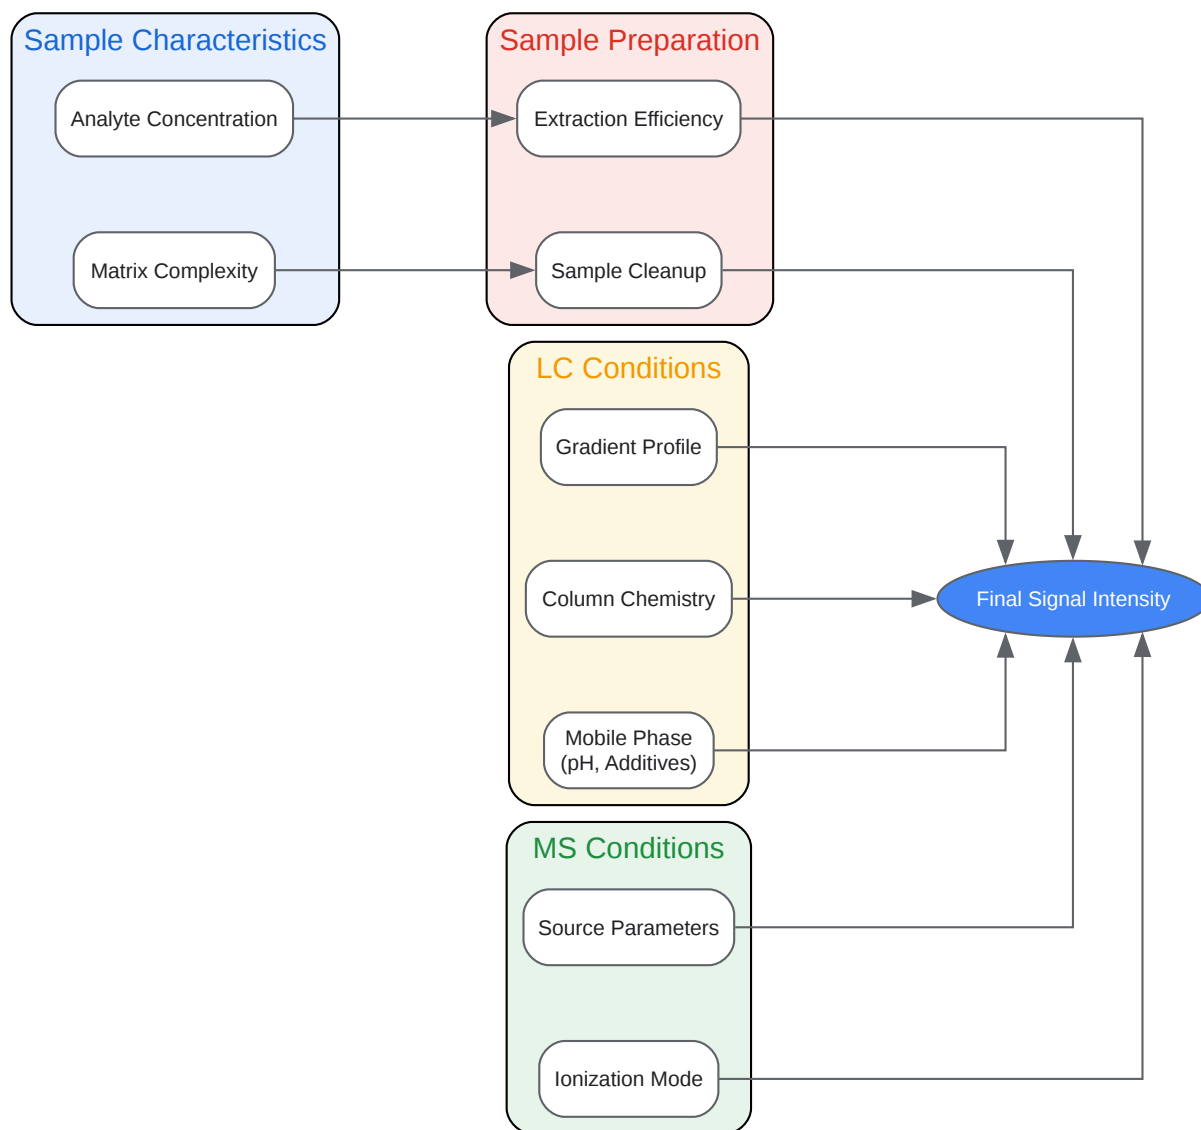 Sample Characteristics
Analyte Concentration
Matrix Complexity
Sample Preparation
Extraction Efficiency
Sample Cleanup
LC Conditions
Gradient Profile
Column Chemistry
Mobile Phase
(pH, Additives)
MS Conditions
Source Parameters
Ionization Mode
Final Signal Intensity